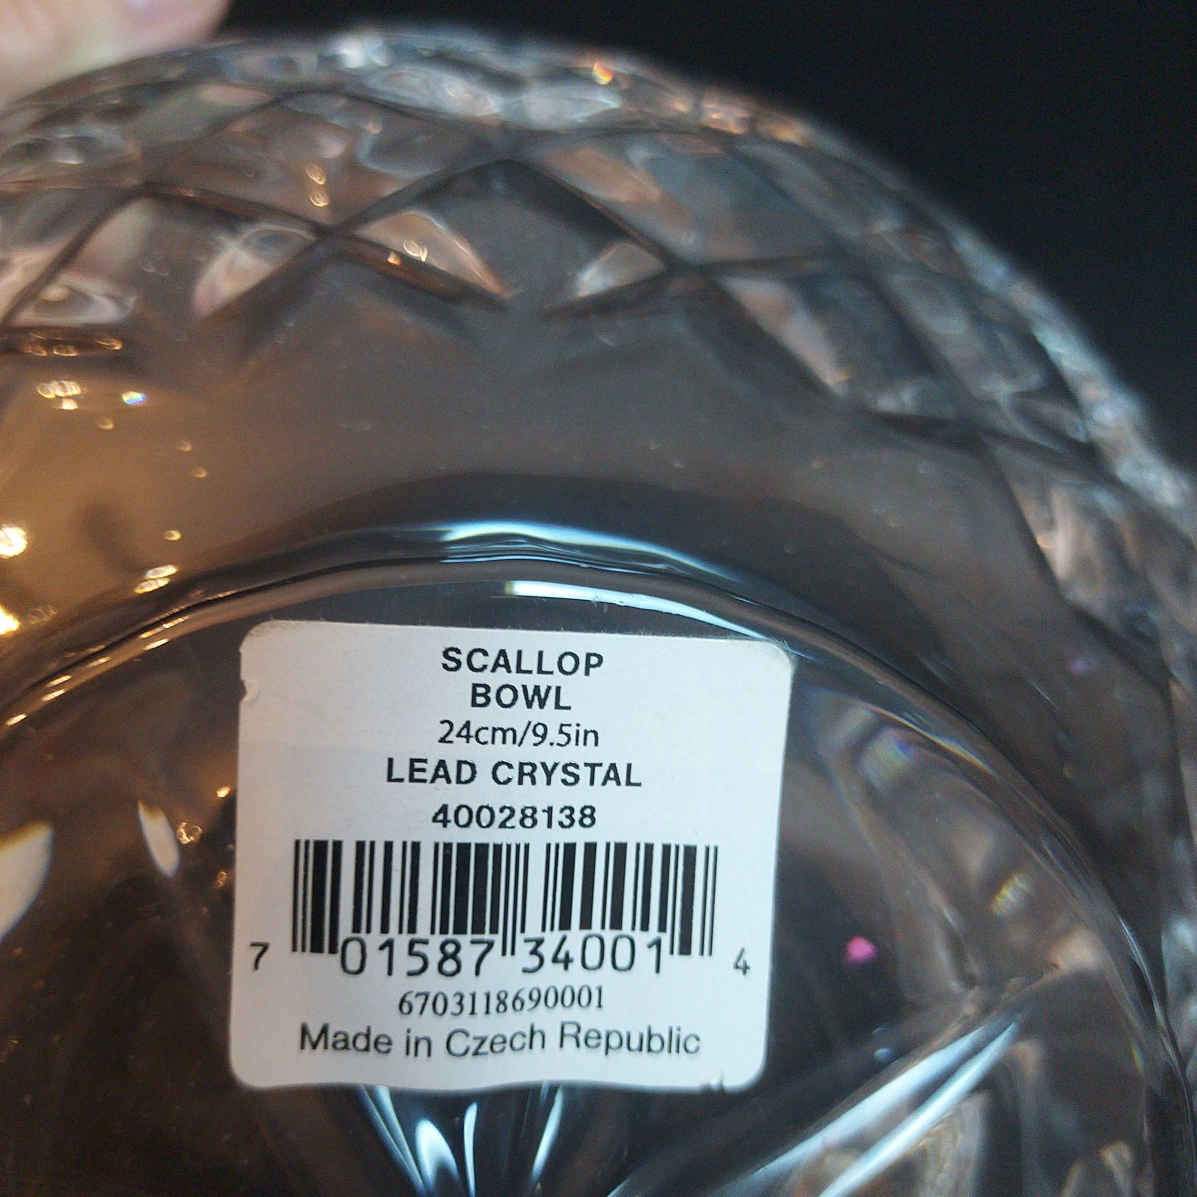 SCALLOP
BOWL
24cm/9.5in
LEAD CRYSTAL
40028138
7 01587 34001 4
6703118690001
Made in Czech Republic